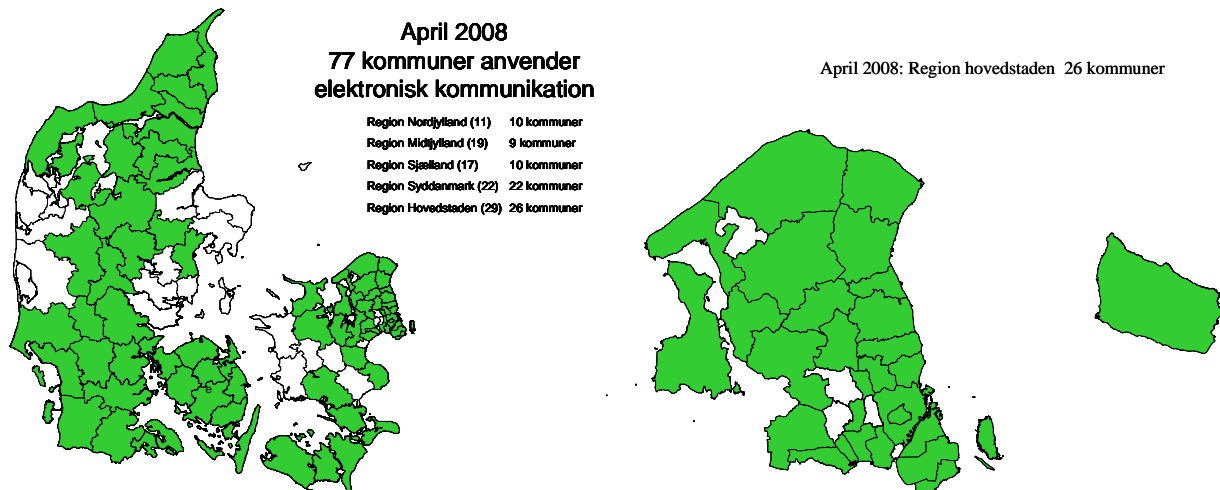 April 2008
77 kommuner anvender
elektronisk kommunikation
Region Nordjylland (11) 10 kommuner
Region Midtjylland (19) 9 kommuner
Region Sjælland (17) 10 kommuner
Region Syddanmark (22) 22 kommuner
Region Hovedstaden (29) 26 kommuner
April 2008: Region hovedstaden 26 kommuner